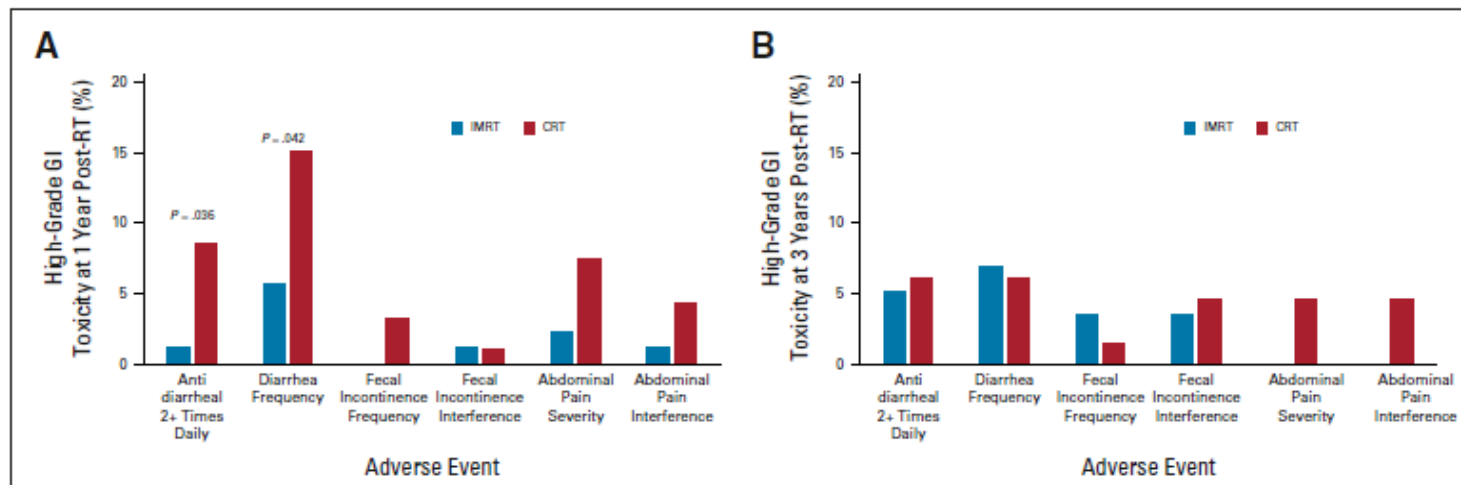 A
High-Grade GI
Toxicity at 1 Year Post-RT (%)
20
15
10
5
0
IMRT CRT
P = .036
P = .042
Anti
diarrheal
2+ Times
Daily
Diarrhea
Frequency
Fecal
Incontinence
Frequency
Fecal
Incontinence
Interference
Abdominal
Pain
Severity
Abdominal
Pain
Interference
Adverse Event
B
High-Grade GI
Toxicity at 3 Years Post-RT (%)
20
15
10
5
0
IMRT CRT
Anti
diarrheal
2+ Times
Daily
Diarrhea
Frequency
Fecal
Incontinence
Frequency
Fecal
Incontinence
Interference
Abdominal
Pain
Severity
Abdominal
Pain
Interference
Adverse Event